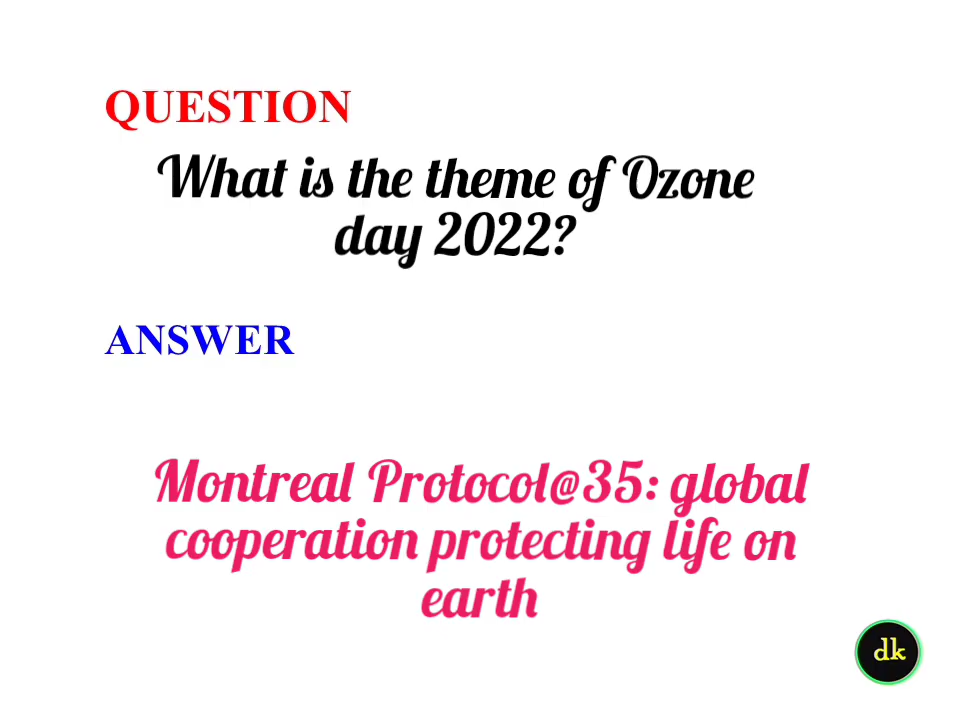 QUESTION
What is the theme of Ozone
day 2022?
ANSWER
Montreal Protocol@35: global
cooperation protecting life on
earth
dk